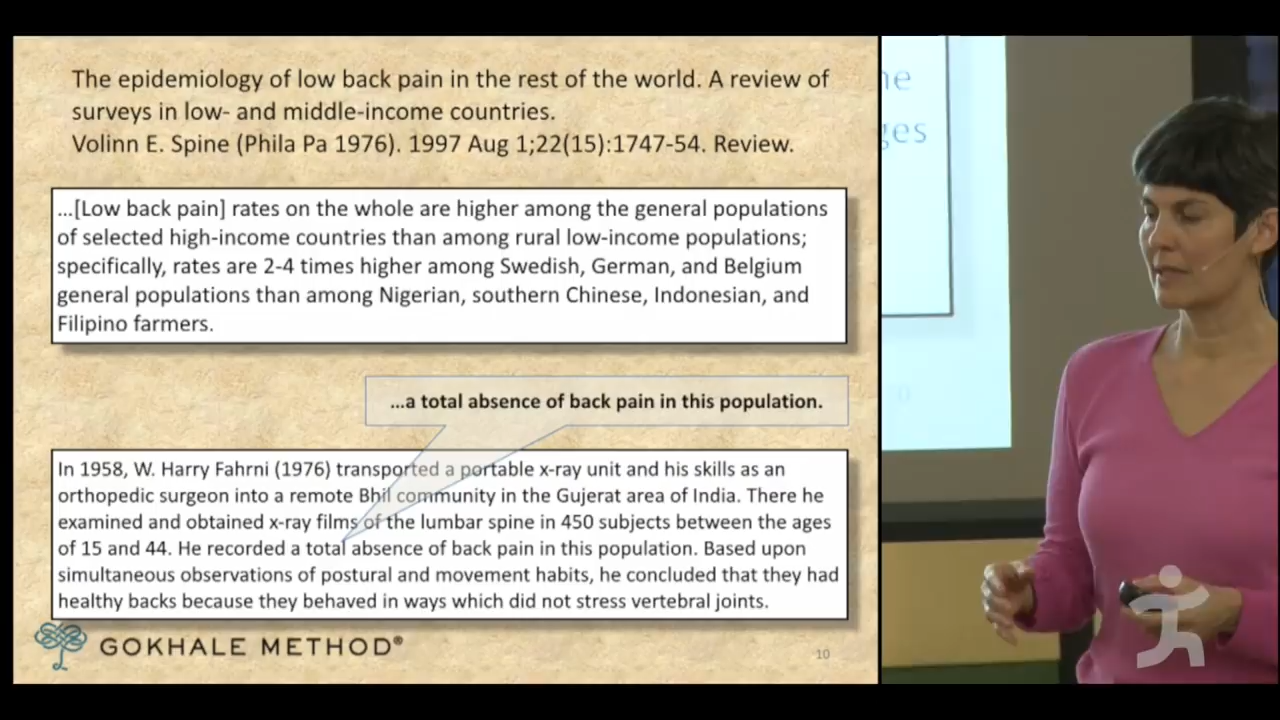 The epidemiology of low back pain in the rest of the world. A review of
surveys in low- and middle-income countries.
Volinn E. Spine (Phila Pa 1976). 1997 Aug 1;22(15):1747-54. Review.
...[Low back pain] rates on the whole are higher among the general populations
of selected high-income countries than among rural low-income populations;
specifically, rates are 2-4 times higher among Swedish, German, and Belgium
general populations than among Nigerian, southern Chinese, Indonesian, and
Filipino farmers.
...a total absence of back pain in this population.
In 1958, W. Harry Fahrni (1976) transported a portable x-ray unit and his skills as an
orthopedic surgeon into a remote Bhil community in the Gujerat area of India. There he
examined and obtained x-ray films of the lumbar spine in 450 subjects between the ages
of 15 and 44. He recorded a total absence of back pain in this population. Based upon
simultaneous observations of postural and movement habits, he concluded that they had
healthy backs because they behaved in ways which did not stress vertebral joints.
GOKHALE METHOD®
10